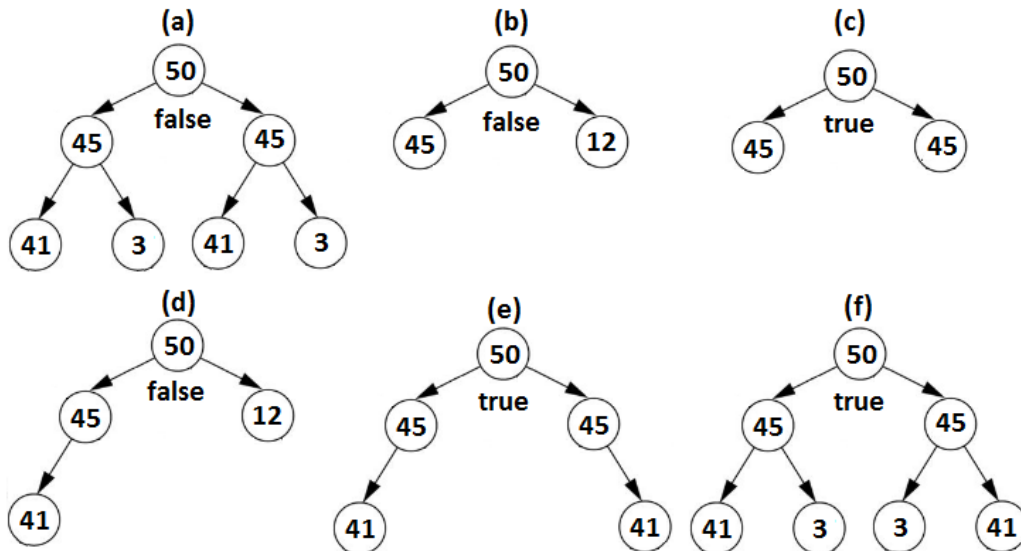 (a) (b) (c)
50 50 50
false false true
45 45 45 12 45 45
41 3 41 3
(d) (e) (f)
50 50 50
false true true
45 12 45 45 45 45
41 41 41 41 3 3 41